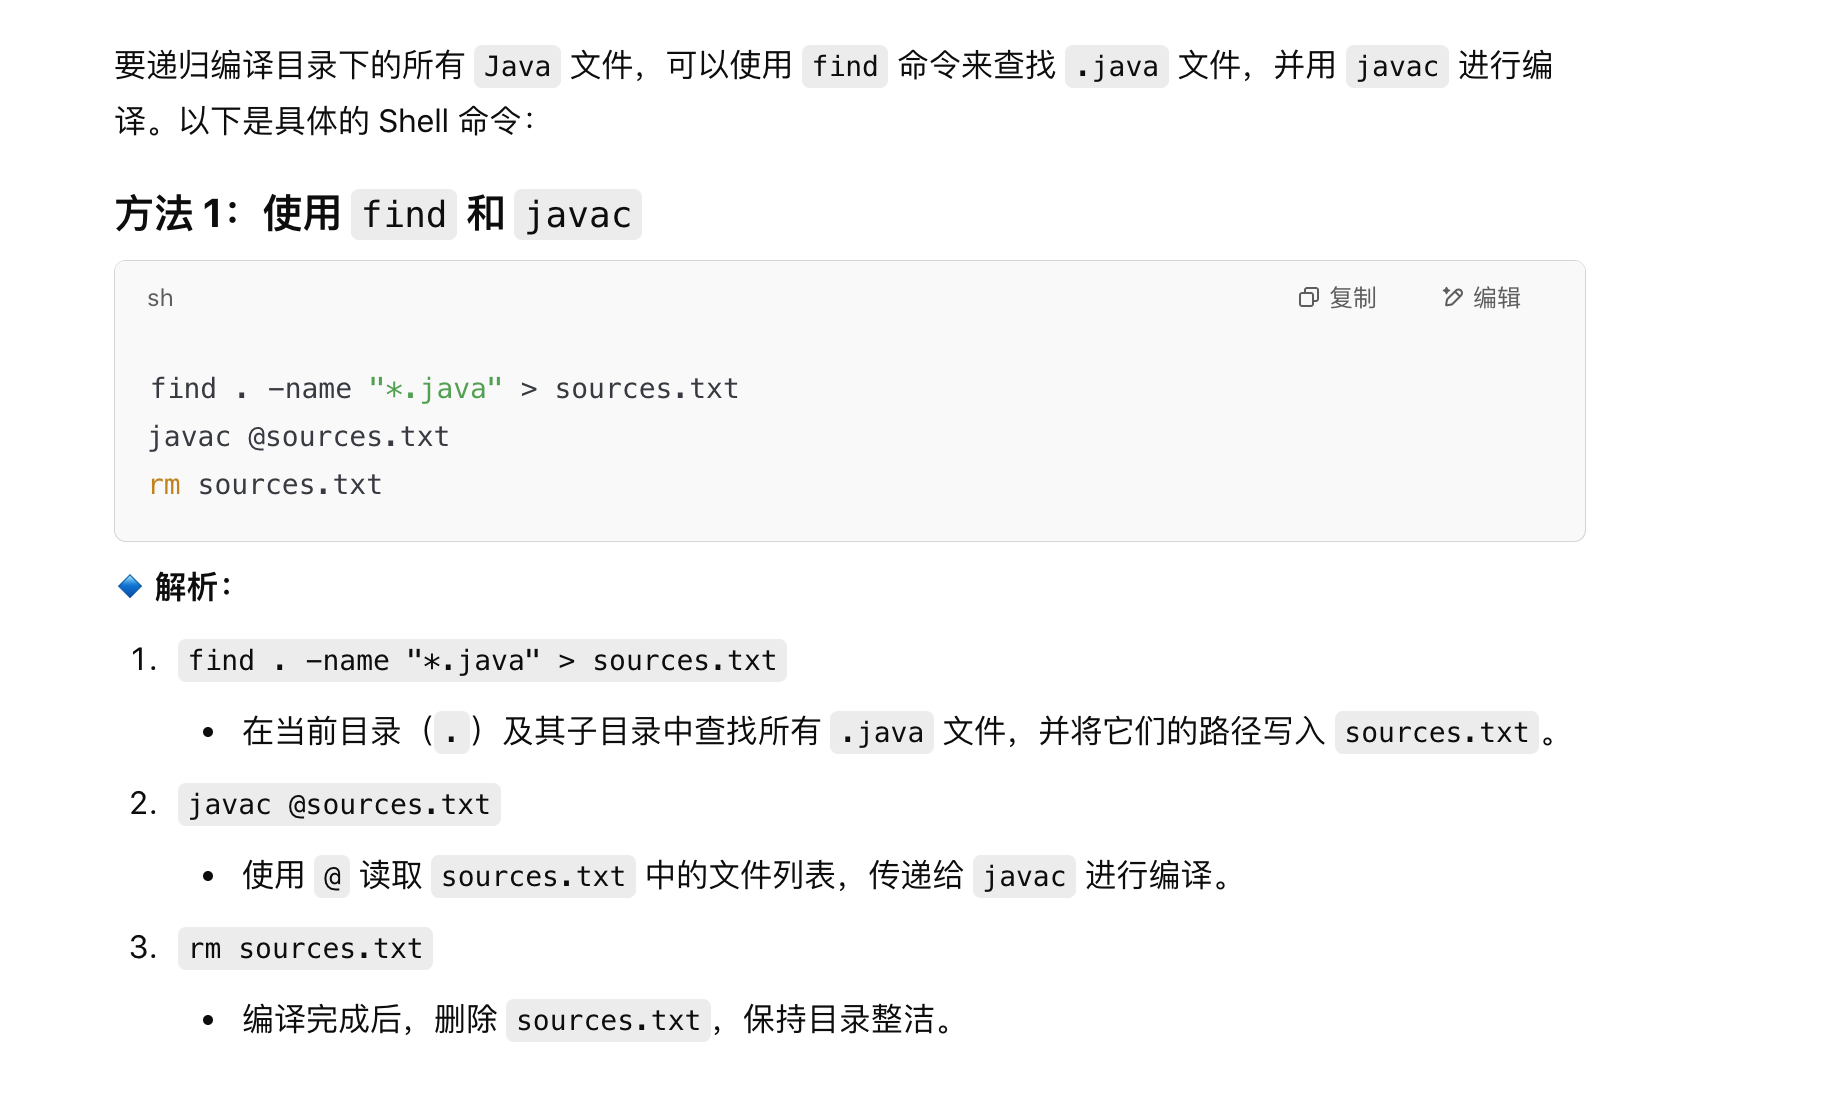 要递归编译目录下的所有 Java 文件，可以使用 find 命令来查找 .java 文件，并用 javac 进行编
译。以下是具体的 Shell 命令：
方法 1：使用 find 和 javac
sh 复制 编辑
find . -name "*.java" > sources.txt
javac @sources.txt
rm sources.txt
解析：
1. find . -name "*.java" > sources.txt
• 在当前目录（.）及其子目录中查找所有 .java 文件，并将它们的路径写入 sources.txt。
2. javac @sources.txt
• 使用 @ 读取 sources.txt 中的文件列表，传递给 javac 进行编译。
3. rm sources.txt
• 编译完成后，删除 sources.txt，保持目录整洁。